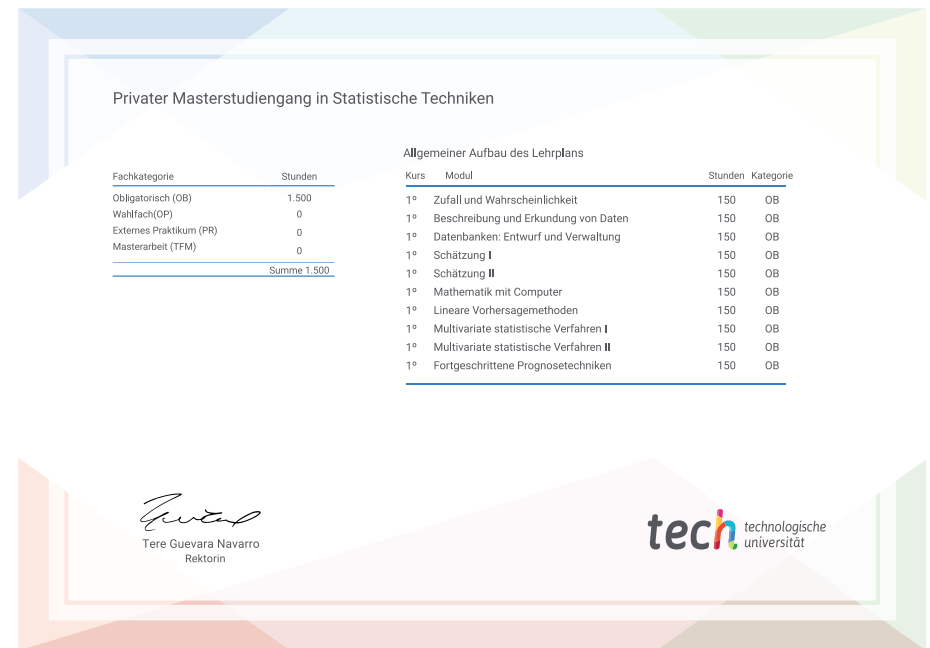 Privater Masterstudiengang in Statistische Techniken
Fachkategorie Stunden
Obligatorisch (OB) 1.500
Wahlfach(OP) 0
Externes Praktikum (PR) 0
Masterarbeit (TFM) 0
Summe 1.500
Allgemeiner Aufbau des Lehrplans
Kurs Modul Stunden Kategorie
1º Zufall und Wahrscheinlichkeit 150 OB
1º Beschreibung und Erkundung von Daten 150 OB
1º Datenbanken: Entwurf und Verwaltung 150 OB
1º Schätzung I 150 OB
1º Schätzung II 150 OB
1º Mathematik mit Computer 150 OB
1º Lineare Vorhersagemethoden 150 OB
1º Multivariate statistische Verfahren I 150 OB
1º Multivariate statistische Verfahren II 150 OB
1º Fortgeschrittene Prognosetechniken 150 OB
Tere Guevara Navarro
Rektorin
tech technologische
universität